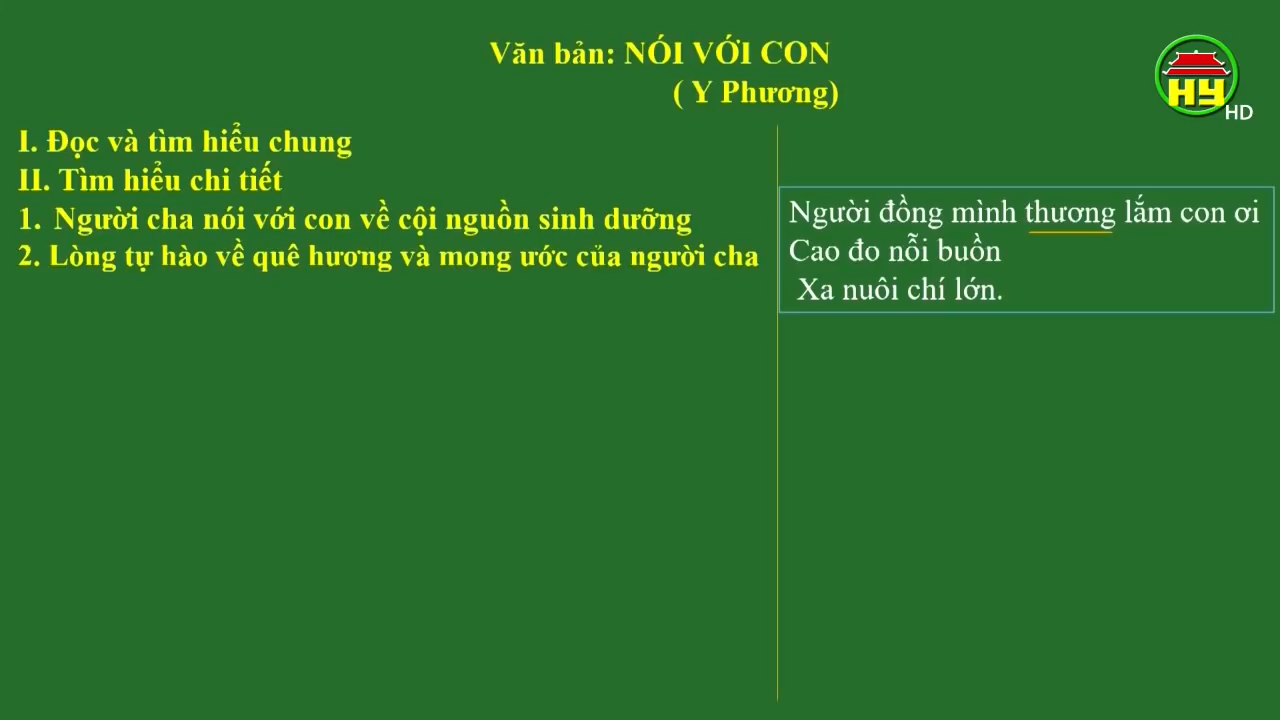 Văn bản: NÓI VỚI CON
( Y Phương)
HY
HD
I. Đọc và tìm hiểu chung
II. Tìm hiểu chi tiết
1. Người cha nói với con về cội nguồn sinh dưỡng
2. Lòng tự hào về quê hương và mong ước của người cha
Người đồng mình thương lắm con ơi
Cao đo nỗi buồn
Xa nuôi chí lớn.